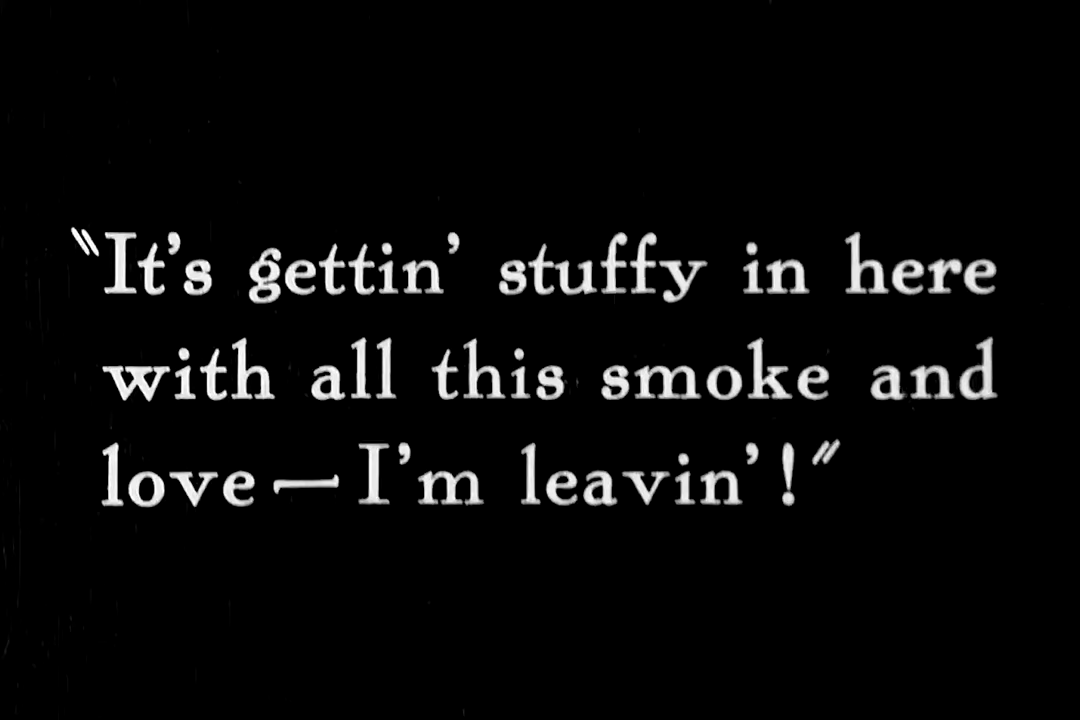 "It's gettin' stuffy in here
with all this smoke and
love—I'm leavin'!"